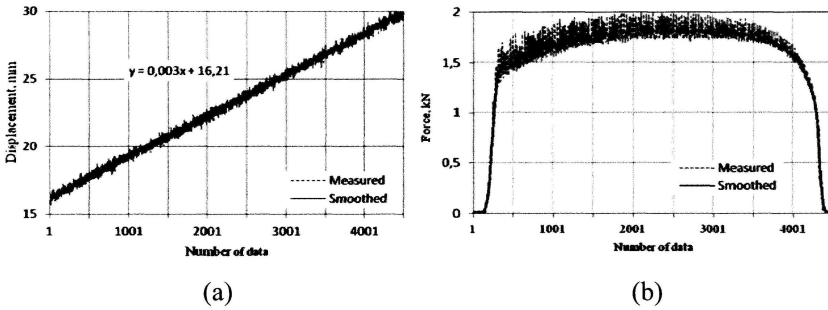 30
25
20
15
Displacement, mm
y = 0,003x + 16,21
Measured
Smoothed
1 1001 2001 3001 4001
Number of data
(a)
2
1,5
1
0,5
0
Force, kN
Measured
Smoothed
1 1001 2001 3001 4001
Number of data
(b)